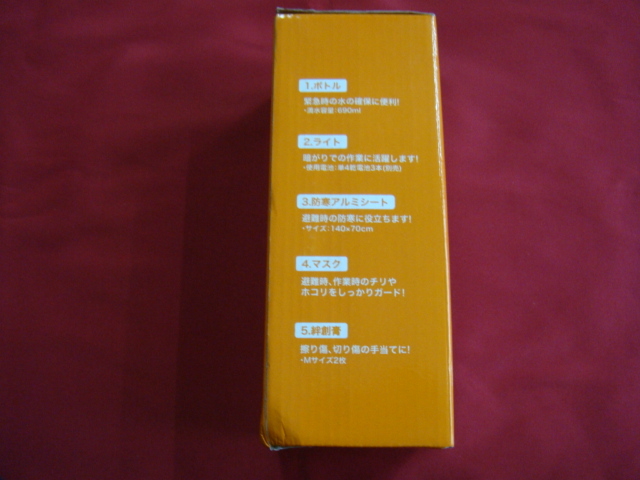 1.ボトル
緊急時の水の確保に便利!
・満水容量:690ml
2.ライト
暗がりでの作業に活躍します!
・使用電池:単4乾電池3本(別売)
3.防寒アルミシート
避難時の防寒に役立ちます!
・サイズ:140×70cm
4.マスク
避難時、作業時のチリや
ホコリをしっかりガード!
5.絆創膏
擦り傷、切り傷の手当てに!
・Mサイズ2枚